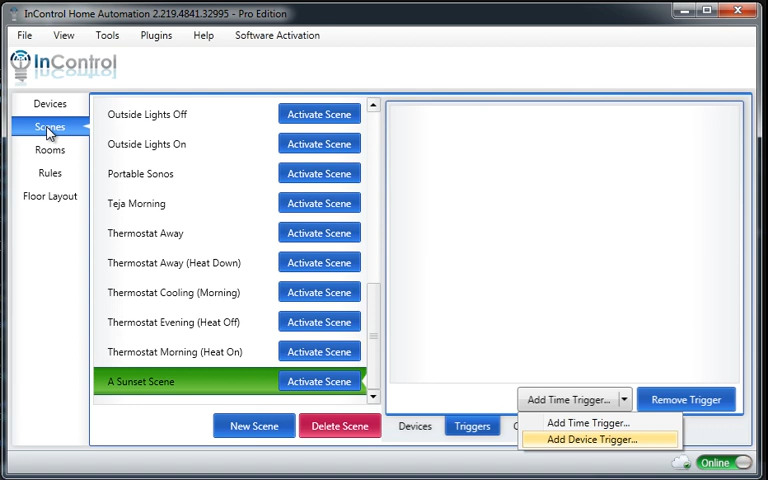 InControl Home Automation 2.219.4841.32995 - Pro Edition
File View Tools Plugins Help Software Activation
InControl
Devices
Scenes
Rooms
Rules
Floor Layout
Outside Lights Off Activate Scene
Outside Lights On Activate Scene
Portable Sonos Activate Scene
Teja Morning Activate Scene
Thermostat Away Activate Scene
Thermostat Away (Heat Down) Activate Scene
Thermostat Cooling (Morning) Activate Scene
Thermostat Evening (Heat Off) Activate Scene
Thermostat Morning (Heat On) Activate Scene
A Sunset Scene Activate Scene
New Scene Delete Scene
Add Time Trigger... Remove Trigger
Add Time Trigger...
Add Device Trigger...
Devices Triggers
Online